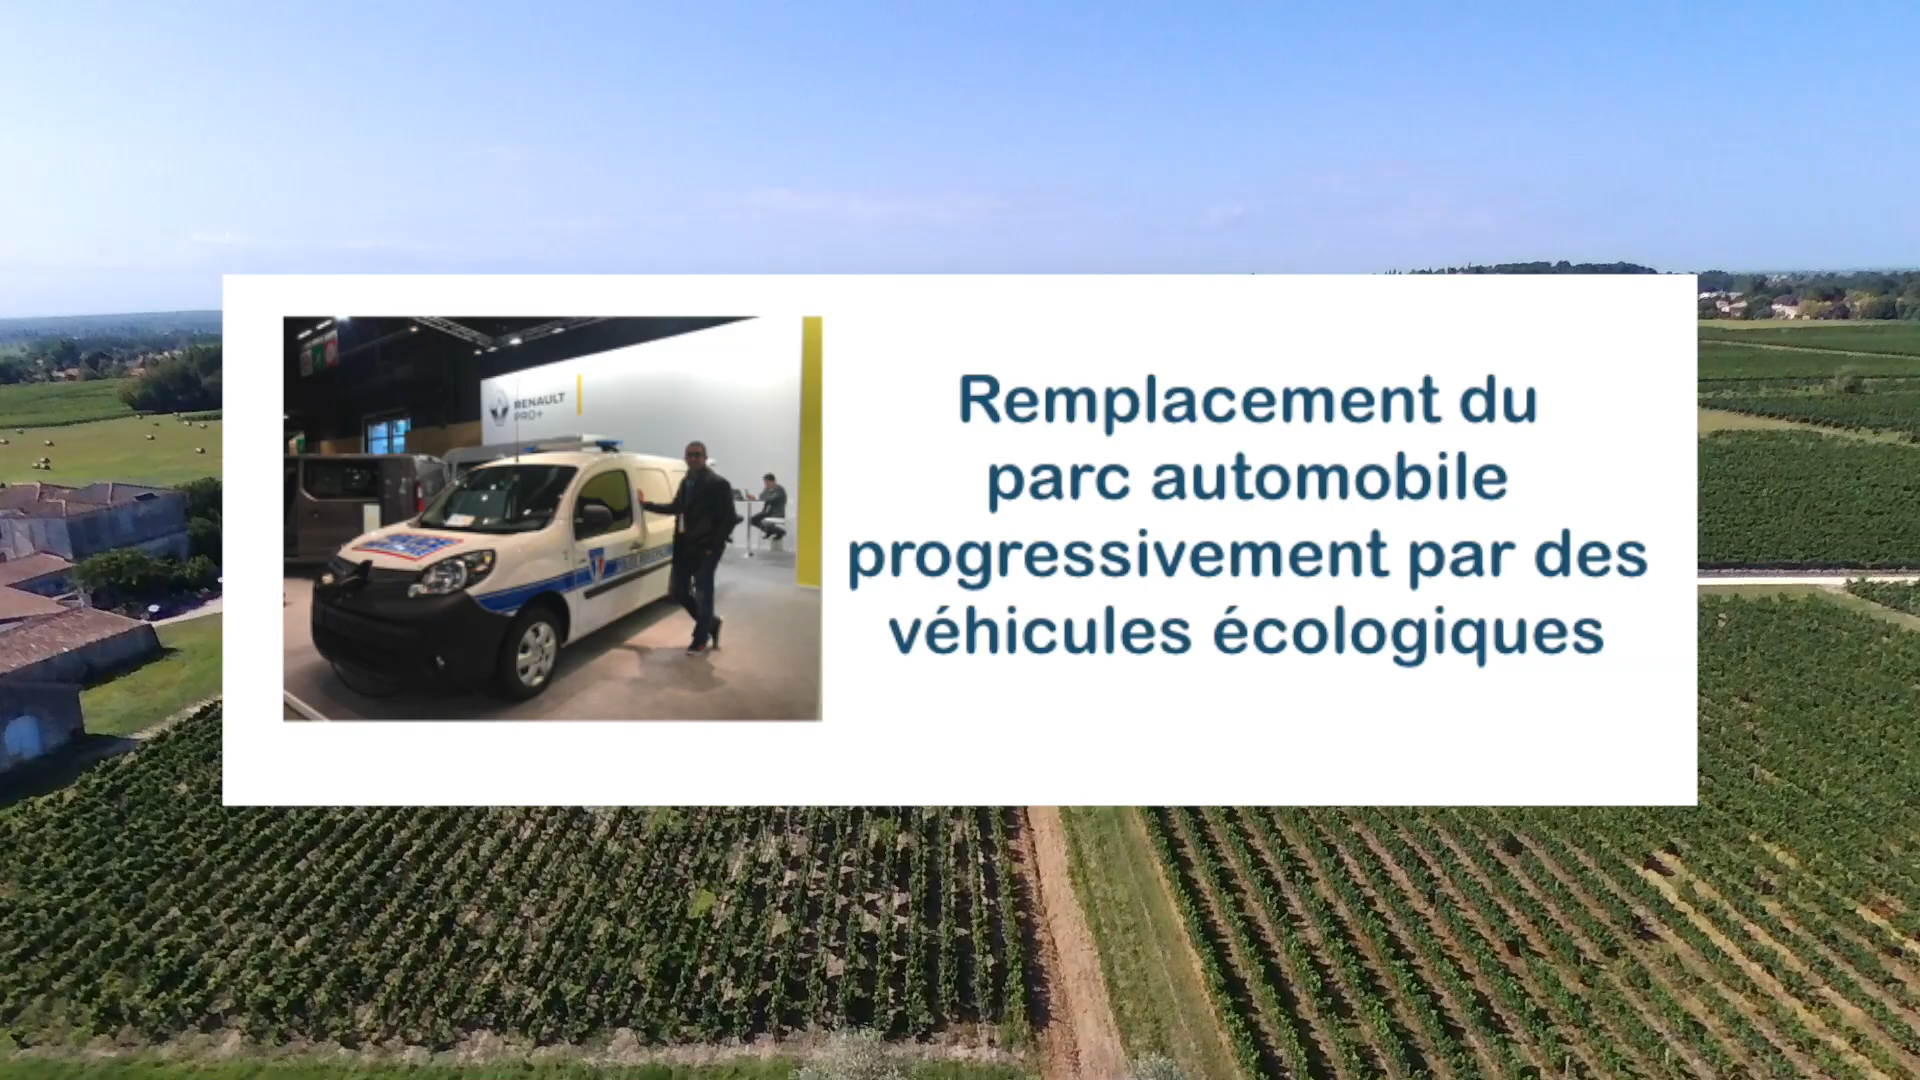 RENAULT
PRO+
Remplacement du
parc automobile
progressivement par des
véhicules écologiques